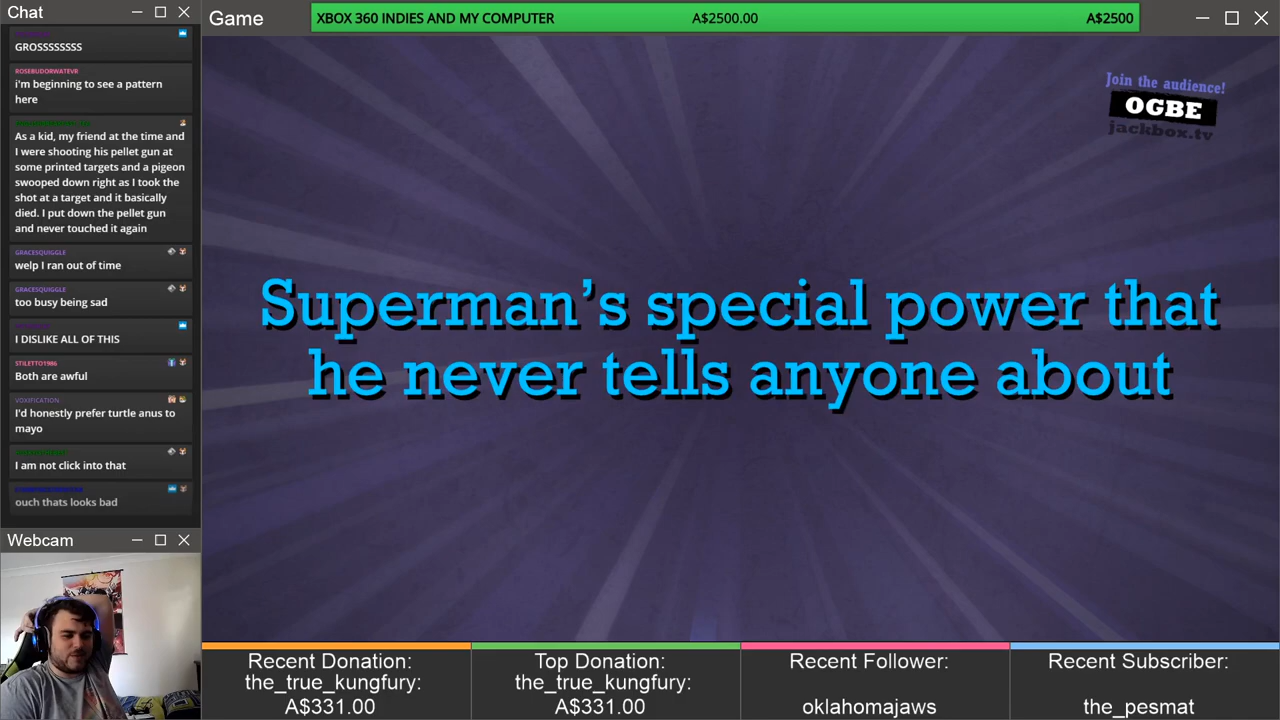 Chat
GROSSSSSSS
ROSEBUDORWATEVR
i'm beginning to see a pattern
here
As a kid, my friend at the time and
I were shooting his pellet gun at
some printed targets and a pigeon
swooped down right as I took the
shot at a target and it basically
died. I put down the pellet gun
and never touched it again
GRACESQUIGGLE
welp I ran out of time
GRACESQUIGGLE
too busy being sad
I DISLIKE ALL OF THIS
STILETTO1986
Both are awful
VOXIFICATION
I'd honestly prefer turtle anus to
mayo
I am not click into that
ouch thats looks bad
Webcam
Game
XBOX 360 INDIES AND MY COMPUTER
A$2500.00
A$2500
Join the audience!
OGBE
jackbox.tv
Superman's special power that
he never tells anyone about
Recent Donation:
the_true_kungfury:
A$331.00
Top Donation:
the_true_kungfury:
A$331.00
Recent Follower:
oklahomajaws
Recent Subscriber:
the_pesmat